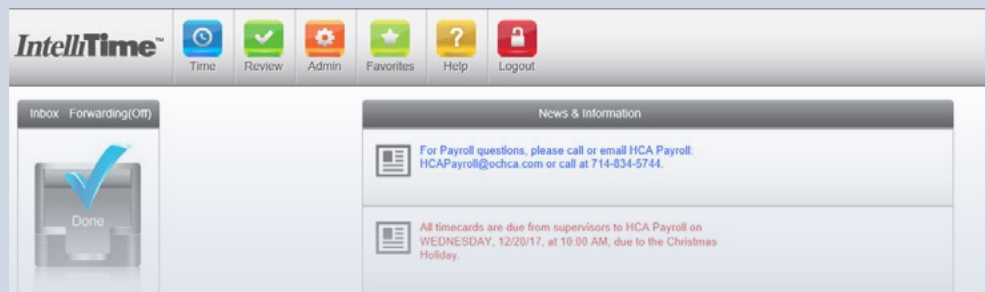 IntelliTime™
Time
Review
Admin
Favorites
Help
Logout
Inbox Forwarding(Off)
Done
News & Information
For Payroll questions, please call or email HCA Payroll:
HCAPayroll@ochca.com or call at 714-834-5744.
All timecards are due from supervisors to HCA Payroll on
WEDNESDAY, 12/20/17, at 10:00 AM, due to the Christmas
Holiday.